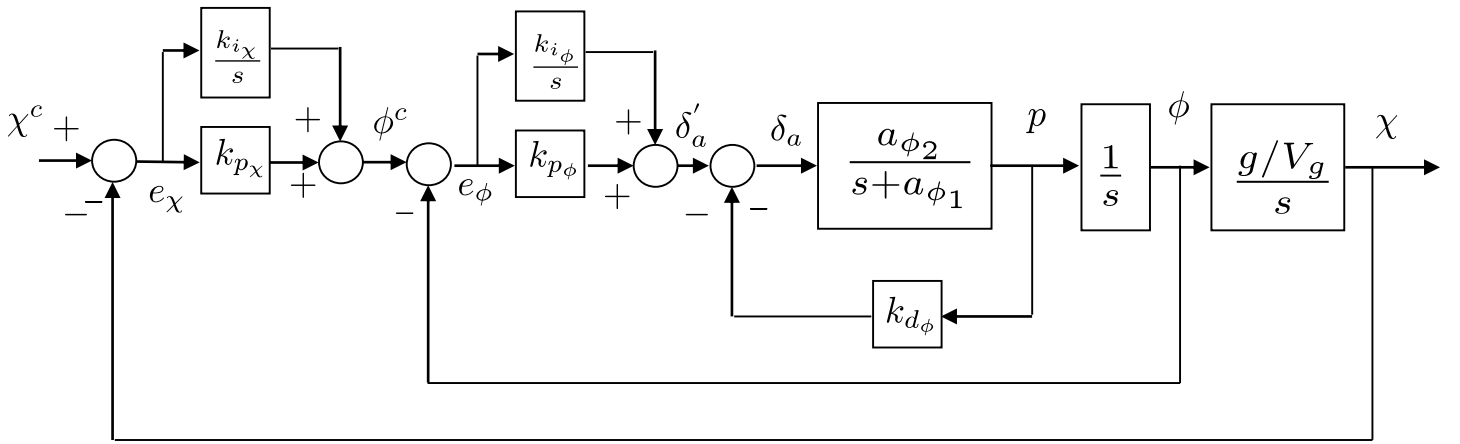 k_{i_χ}/s
k_{i_ϕ}/s
χ^c + + ϕ^c + δ_a' δ_a p ϕ χ
k_{p_χ} k_{p_ϕ} a_{ϕ_2}/(s+a_{ϕ_1}) 1/s (g/V_g)/s
− − e_χ + − e_ϕ + − −
k_{d_ϕ}